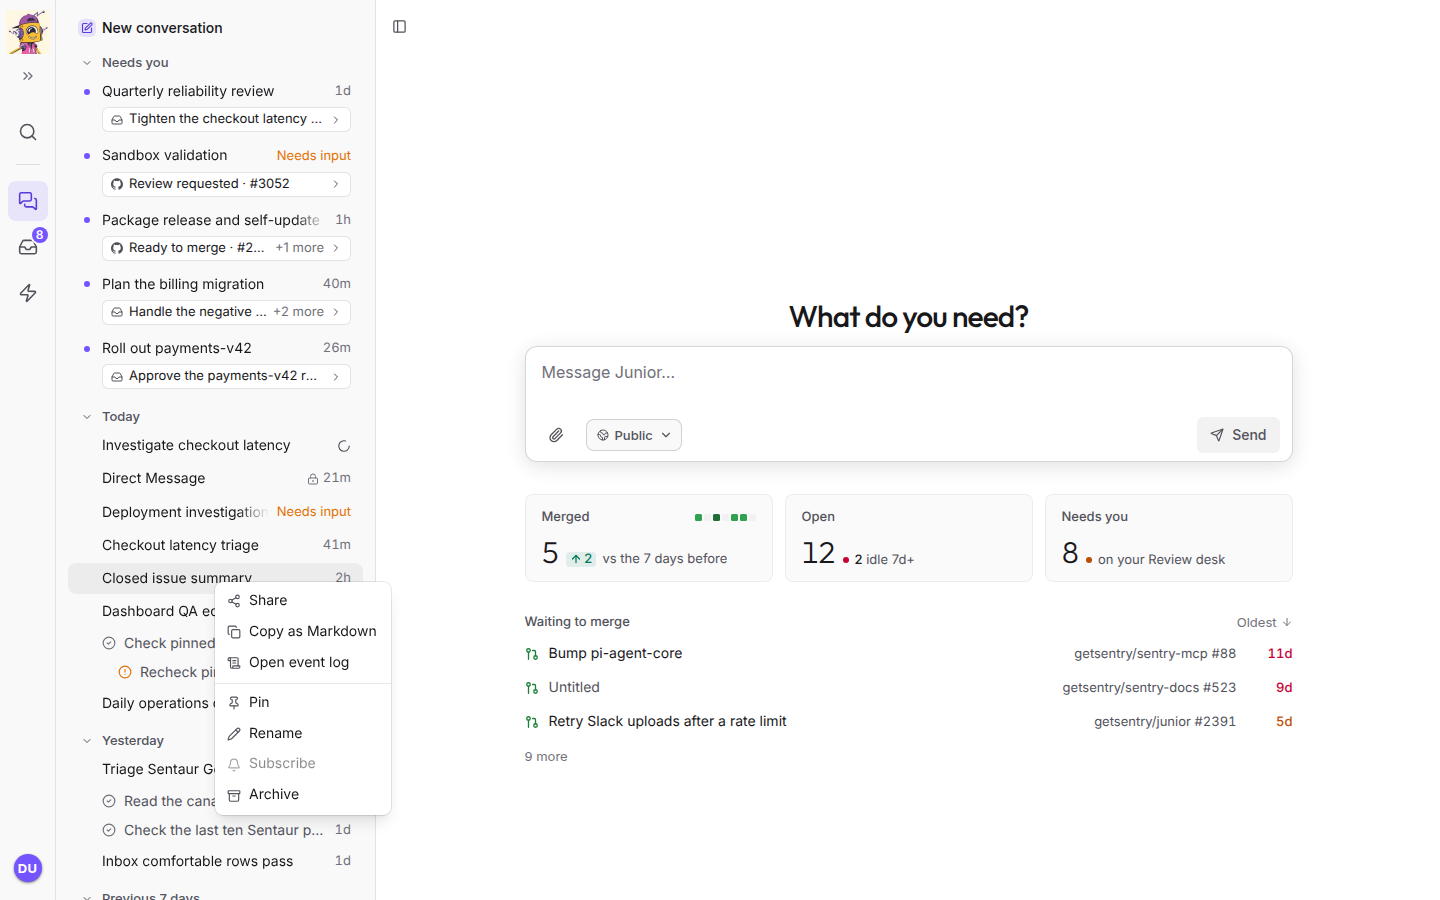 New conversation
Needs you
Quarterly reliability review 1d
Tighten the checkout latency ...
Sandbox validation Needs input
Review requested · #3052
Package release and self-update 1h
Ready to merge · #2... +1 more
Plan the billing migration 40m
Handle the negative ... +2 more
Roll out payments-v42 26m
Approve the payments-v42 r...
Today
Investigate checkout latency
Direct Message 21m
Deployment investigation Needs input
Checkout latency triage 41m
Closed issue summary 2h
Dashboard QA
Check pinned
Recheck
Daily operations
Yesterday
Triage Sentaur
Read the
Check the last ten Sentaur p... 1d
Inbox comfortable rows pass 1d
Previous 7 days
Share
Copy as Markdown
Open event log
Pin
Rename
Subscribe
Archive
8
DU
What do you need?
Message Junior...
Public
Send
Merged
5 2 vs the 7 days before
Open
12 2 idle 7d+
Needs you
8 on your Review desk
Waiting to merge Oldest
Bump pi-agent-core getsentry/sentry-mcp #88 11d
Untitled getsentry/sentry-docs #523 9d
Retry Slack uploads after a rate limit getsentry/junior #2391 5d
9 more